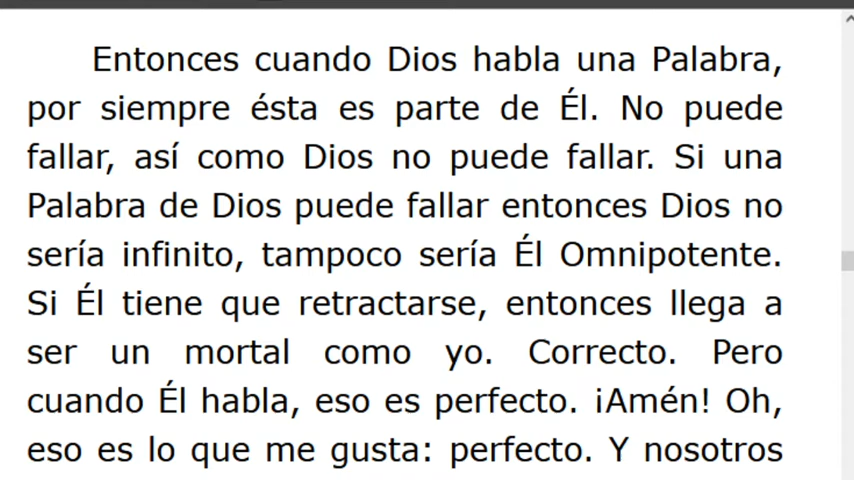 Entonces cuando Dios habla una Palabra,
por siempre ésta es parte de Él. No puede
fallar, así como Dios no puede fallar. Si una
Palabra de Dios puede fallar entonces Dios no
sería infinito, tampoco sería Él Omnipotente.
Si Él tiene que retractarse, entonces llega a
ser un mortal como yo. Correcto. Pero
cuando Él habla, eso es perfecto. ¡Amén! Oh,
eso es lo que me gusta: perfecto. Y nosotros